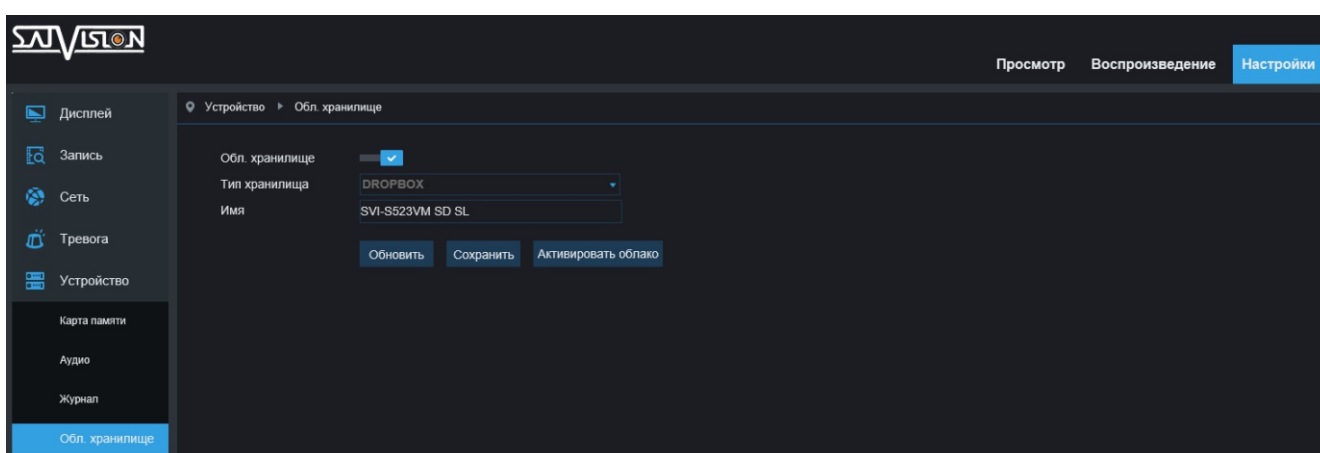 SATVISION
Просмотр Воспроизведение Настройки
Дисплей
Запись
Сеть
Тревога
Устройство
Карта памяти
Аудио
Журнал
Обл. хранилище
Устройство Обл. хранилище
Обл. хранилище
Тип хранилища DROPBOX
Имя SVI-S523VM SD SL
Обновить Сохранить Активировать облако